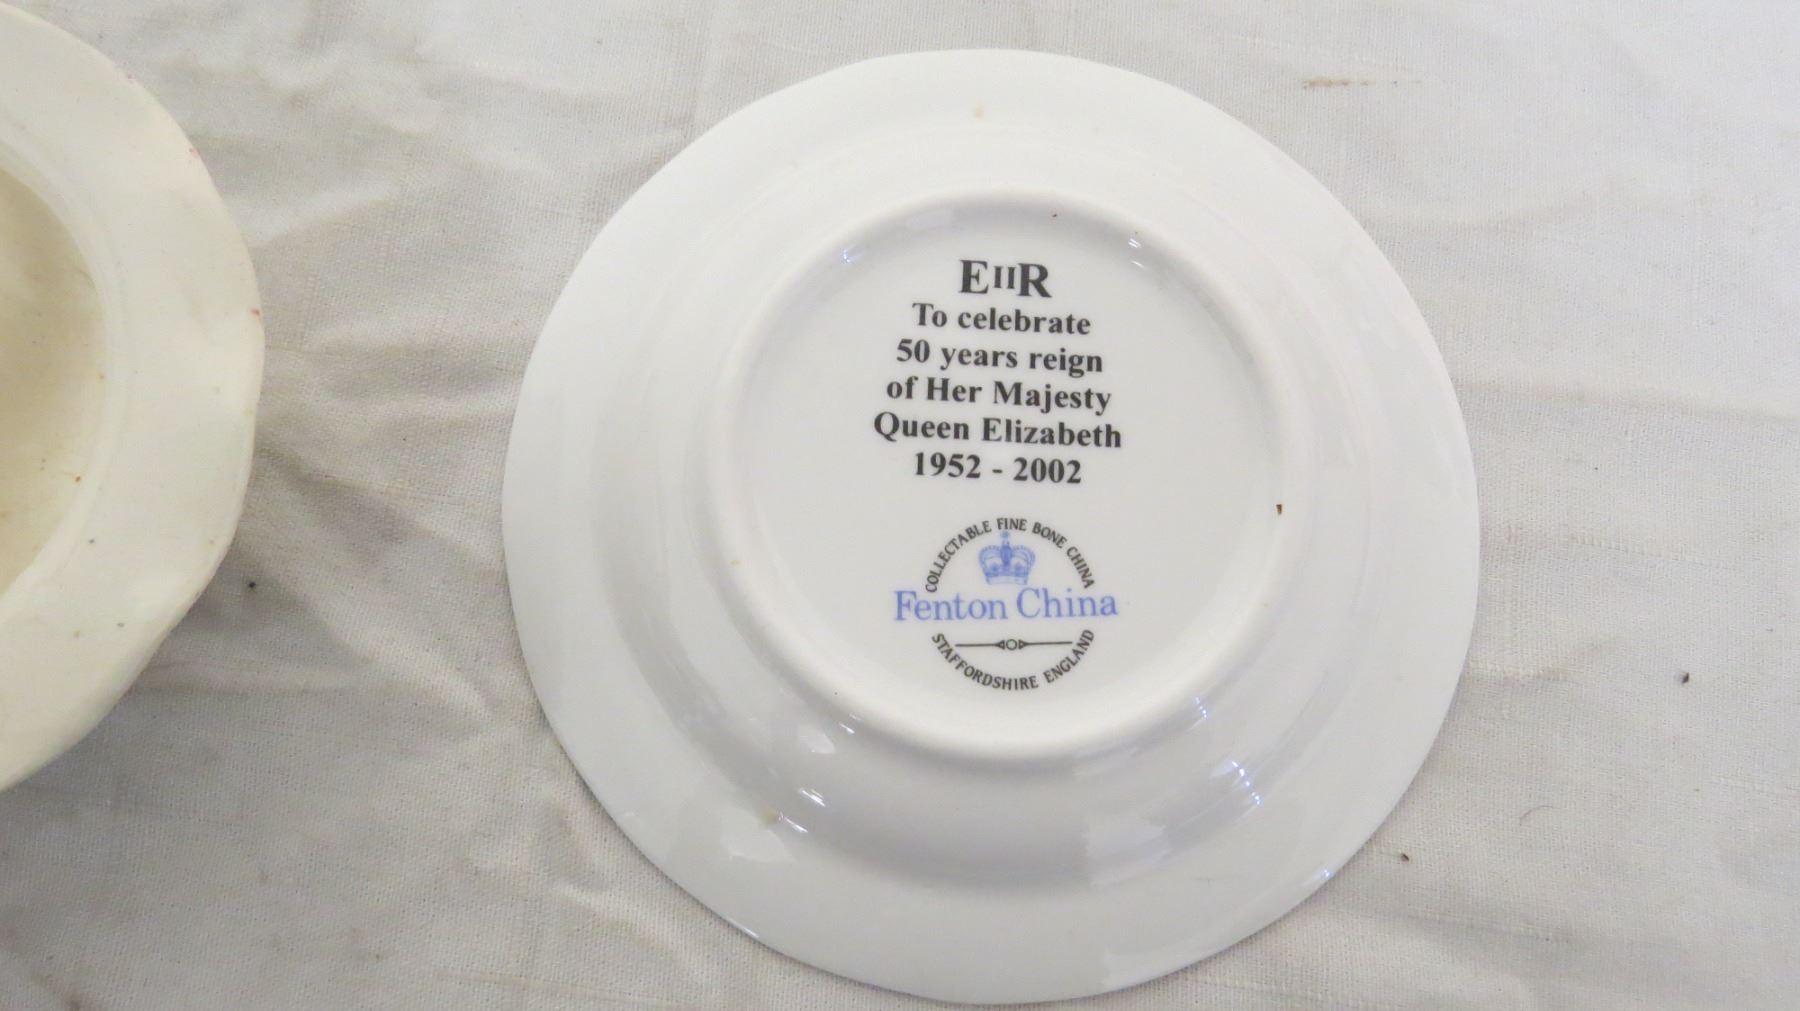 EIIR
To celebrate
50 years reign
of Her Majesty
Queen Elizabeth
1952 - 2002
COLLECTABLE FINE BONE CHINA
Fenton China
STAFFORDSHIRE ENGLAND